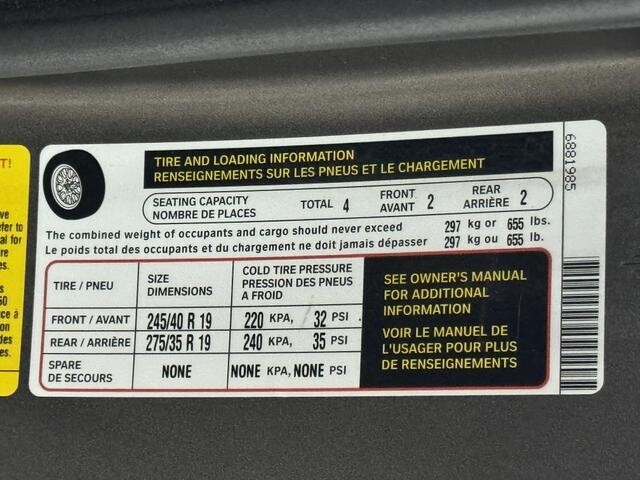 TIRE AND LOADING INFORMATION
RENSEIGNEMENTS SUR LES PNEUS ET LE CHARGEMENT
6881985
SEATING CAPACITY
NOMBRE DE PLACES
TOTAL 4
FRONT
AVANT 2
REAR
ARRIÈRE 2
The combined weight of occupants and cargo should never exceed 297 kg or 655 lbs.
Le poids total des occupants et du chargement ne doit jamais dépasser 297 kg ou 655 lb.
TIRE / PNEU
SIZE
DIMENSIONS
COLD TIRE PRESSURE
PRESSION DES PNEUS
A FROID
FRONT / AVANT 245/40 R 19 220 KPA, 32 PSI
REAR / ARRIÈRE 275/35 R 19 240 KPA, 35 PSI
SPARE
DE SECOURS
NONE NONE KPA, NONE PSI
SEE OWNER'S MANUAL
FOR ADDITIONAL
INFORMATION
VOIR LE MANUEL DE
L'USAGER POUR PLUS
DE RENSEIGNEMENTS